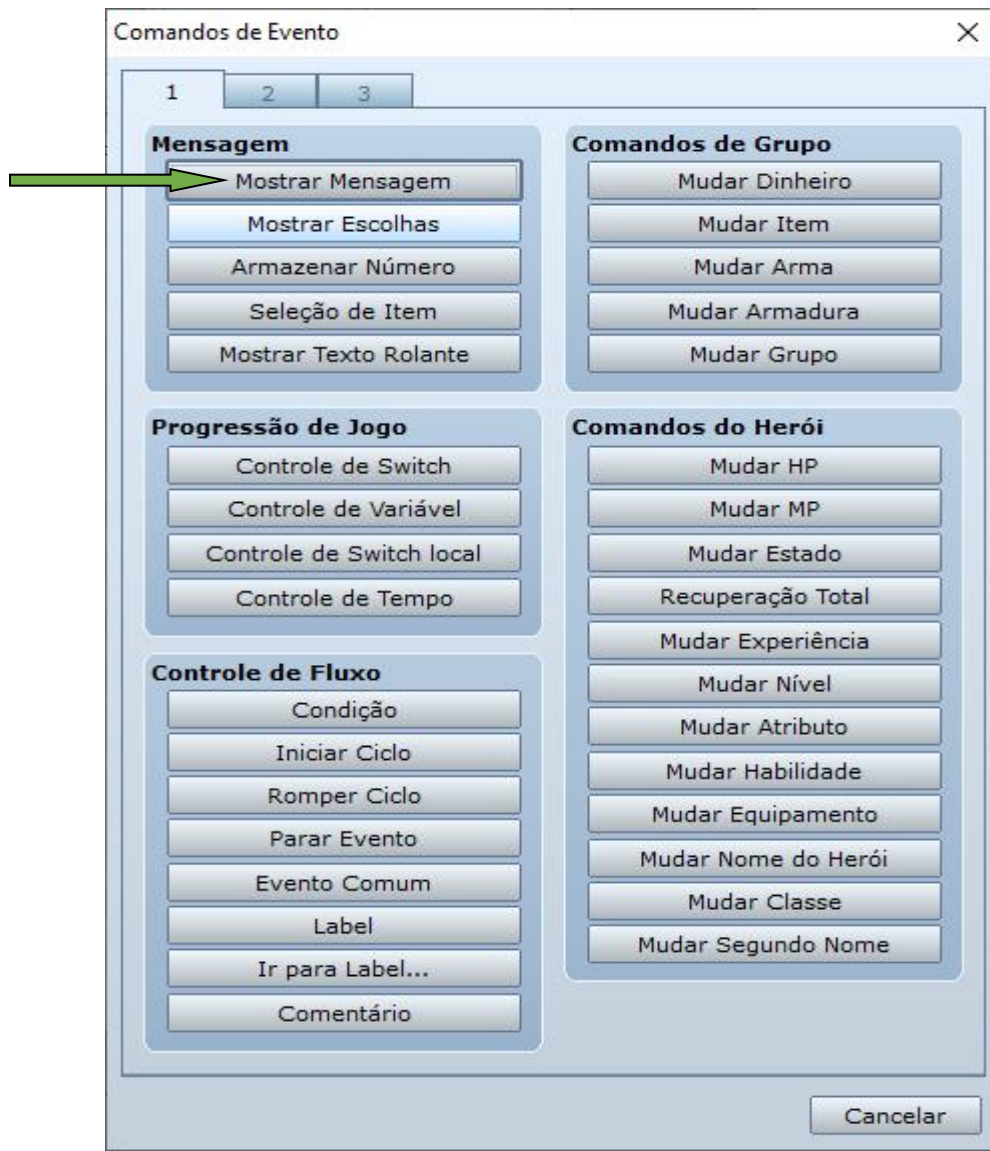 Comandos de Evento
1
2
3
Mensagem
Mostrar Mensagem
Mostrar Escolhas
Armazenar Número
Seleção de Item
Mostrar Texto Rolante
Progressão de Jogo
Controle de Switch
Controle de Variável
Controle de Switch local
Controle de Tempo
Controle de Fluxo
Condição
Iniciar Ciclo
Romper Ciclo
Parar Evento
Evento Comum
Label
Ir para Label...
Comentário
Comandos de Grupo
Mudar Dinheiro
Mudar Item
Mudar Arma
Mudar Armadura
Mudar Grupo
Comandos do Herói
Mudar HP
Mudar MP
Mudar Estado
Recuperação Total
Mudar Experiência
Mudar Nível
Mudar Atributo
Mudar Habilidade
Mudar Equipamento
Mudar Nome do Herói
Mudar Classe
Mudar Segundo Nome
Cancelar